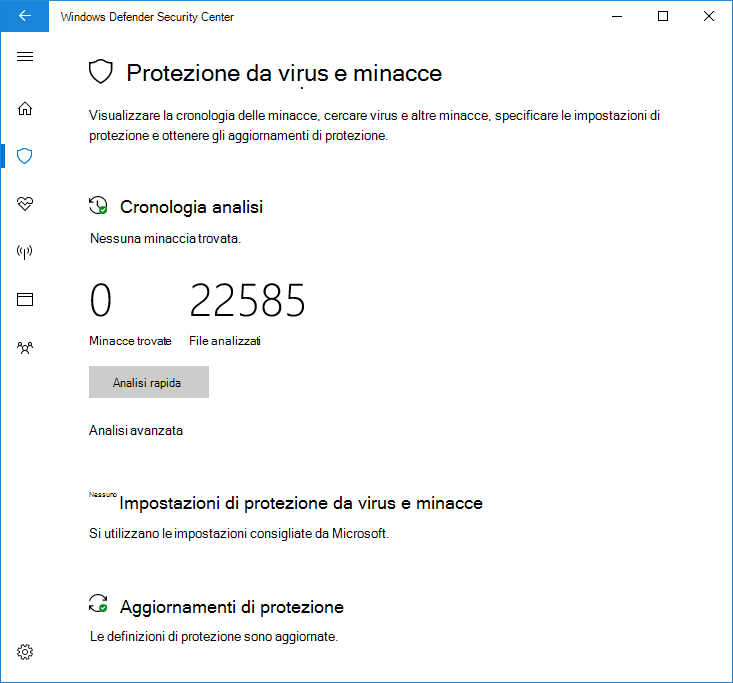 Windows Defender Security Center
Protezione da virus e minacce
Visualizzare la cronologia delle minacce, cercare virus e altre minacce, specificare le impostazioni di
protezione e ottenere gli aggiornamenti di protezione.
Cronologia analisi
Nessuna minaccia trovata.
0 22585
Minacce trovate File analizzati
Analisi rapida
Analisi avanzata
Nessuno Impostazioni di protezione da virus e minacce
Si utilizzano le impostazioni consigliate da Microsoft.
Aggiornamenti di protezione
Le definizioni di protezione sono aggiornate.